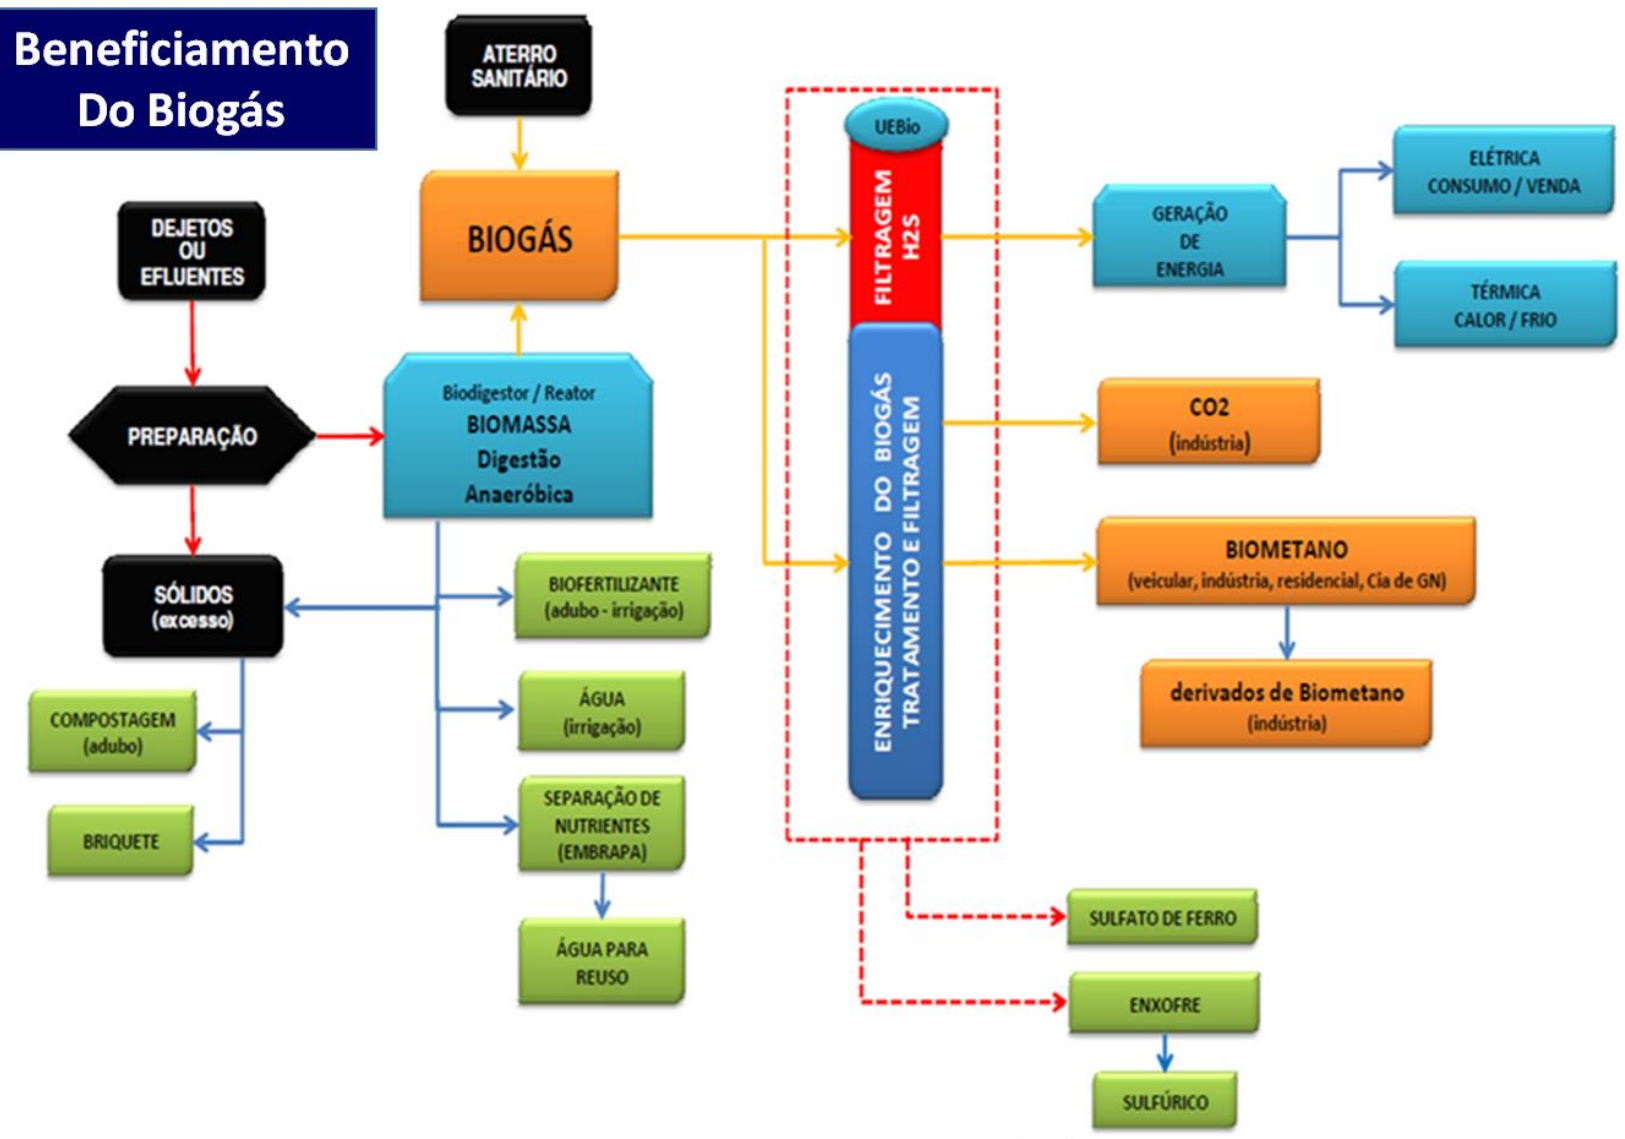 Beneficiamento
Do Biogás
ATERRO
SANITÁRIO
DEJETOS
OU
EFLUENTES
BIOGÁS
PREPARAÇÃO
Biodigestor / Reator
BIOMASSA
Digestão
Anaeróbica
SÓLIDOS
(excesso)
COMPOSTAGEM
(adubo)
BRIQUETE
BIOFERTILIZANTE
(adubo - irrigação)
ÁGUA
(irrigação)
SEPARAÇÃO DE
NUTRIENTES
(EMBRAPA)
ÁGUA PARA
REUSO
UEBio
FILTRAGEM
H2S
ENRIQUECIMENTO DO BIOGÁS
TRATAMENTO E FILTRAGEM
GERAÇÃO
DE
ENERGIA
ELÉTRICA
CONSUMO / VENDA
TÉRMICA
CALOR / FRIO
CO2
(indústria)
BIOMETANO
(veicular, indústria, residencial, Cia de GN)
derivados de Biometano
(indústria)
SULFATO DE FERRO
ENXOFRE
SULFÚRICO